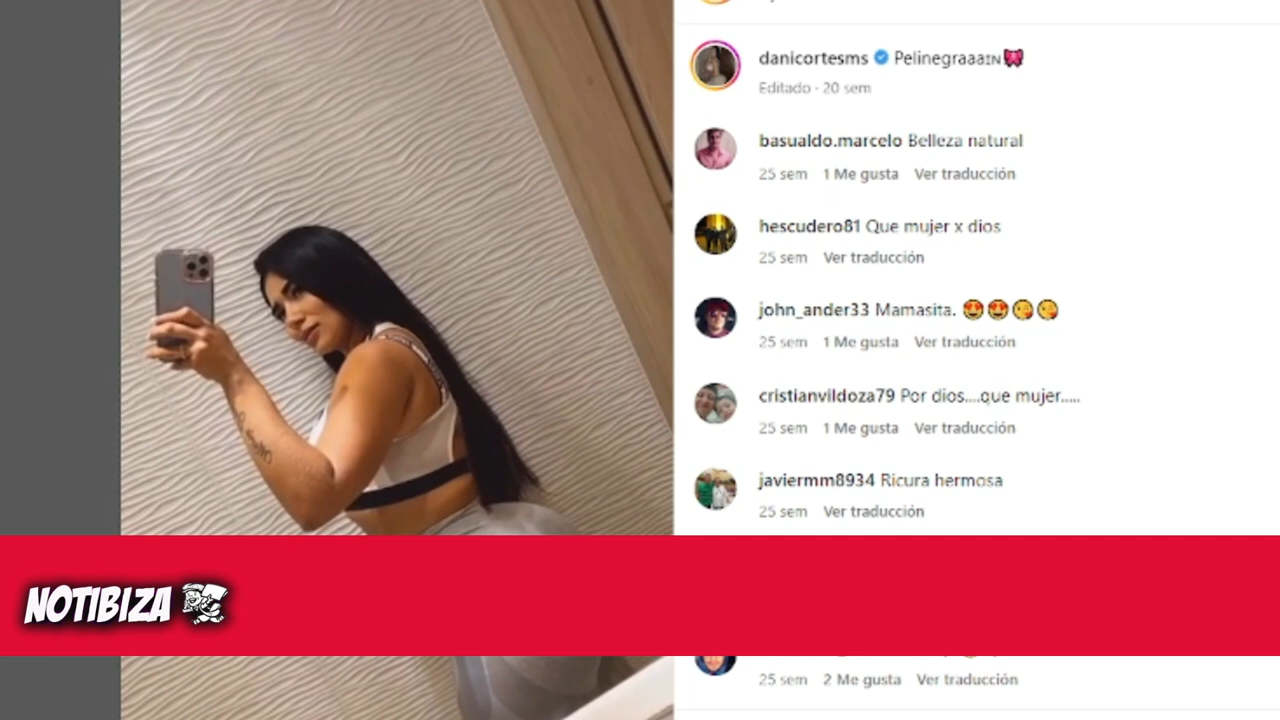 danicortesms Pelinegraaaɪɴ🎀
Editado · 20 sem
basualdo.marcelo Belleza natural
25 sem 1 Me gusta Ver traducción
hescudero81 Que mujer x dios
25 sem Ver traducción
john_ander33 Mamasita. 😍😍😘😘
25 sem 1 Me gusta Ver traducción
cristianvildoza79 Por dios....que mujer.....
25 sem 1 Me gusta Ver traducción
javiermm8934 Ricura hermosa
25 sem Ver traducción
NOTIBIZA
25 sem 2 Me gusta Ver traducción